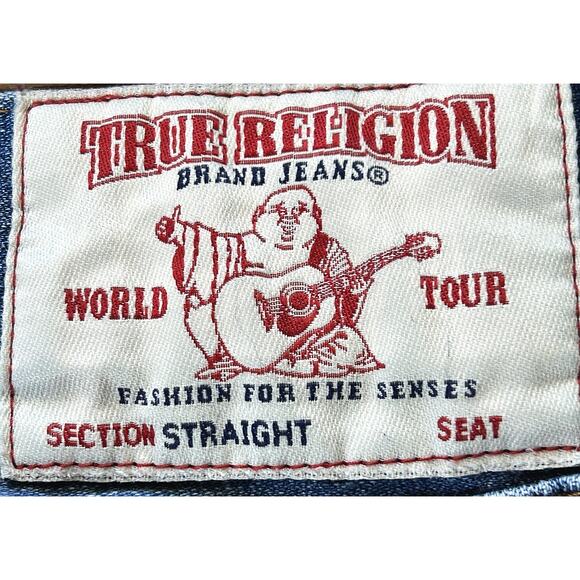 TRUE RELIGION
BRAND JEANS®
WORLD TOUR
FASHION FOR THE SENSES
SECTION STRAIGHT SEAT